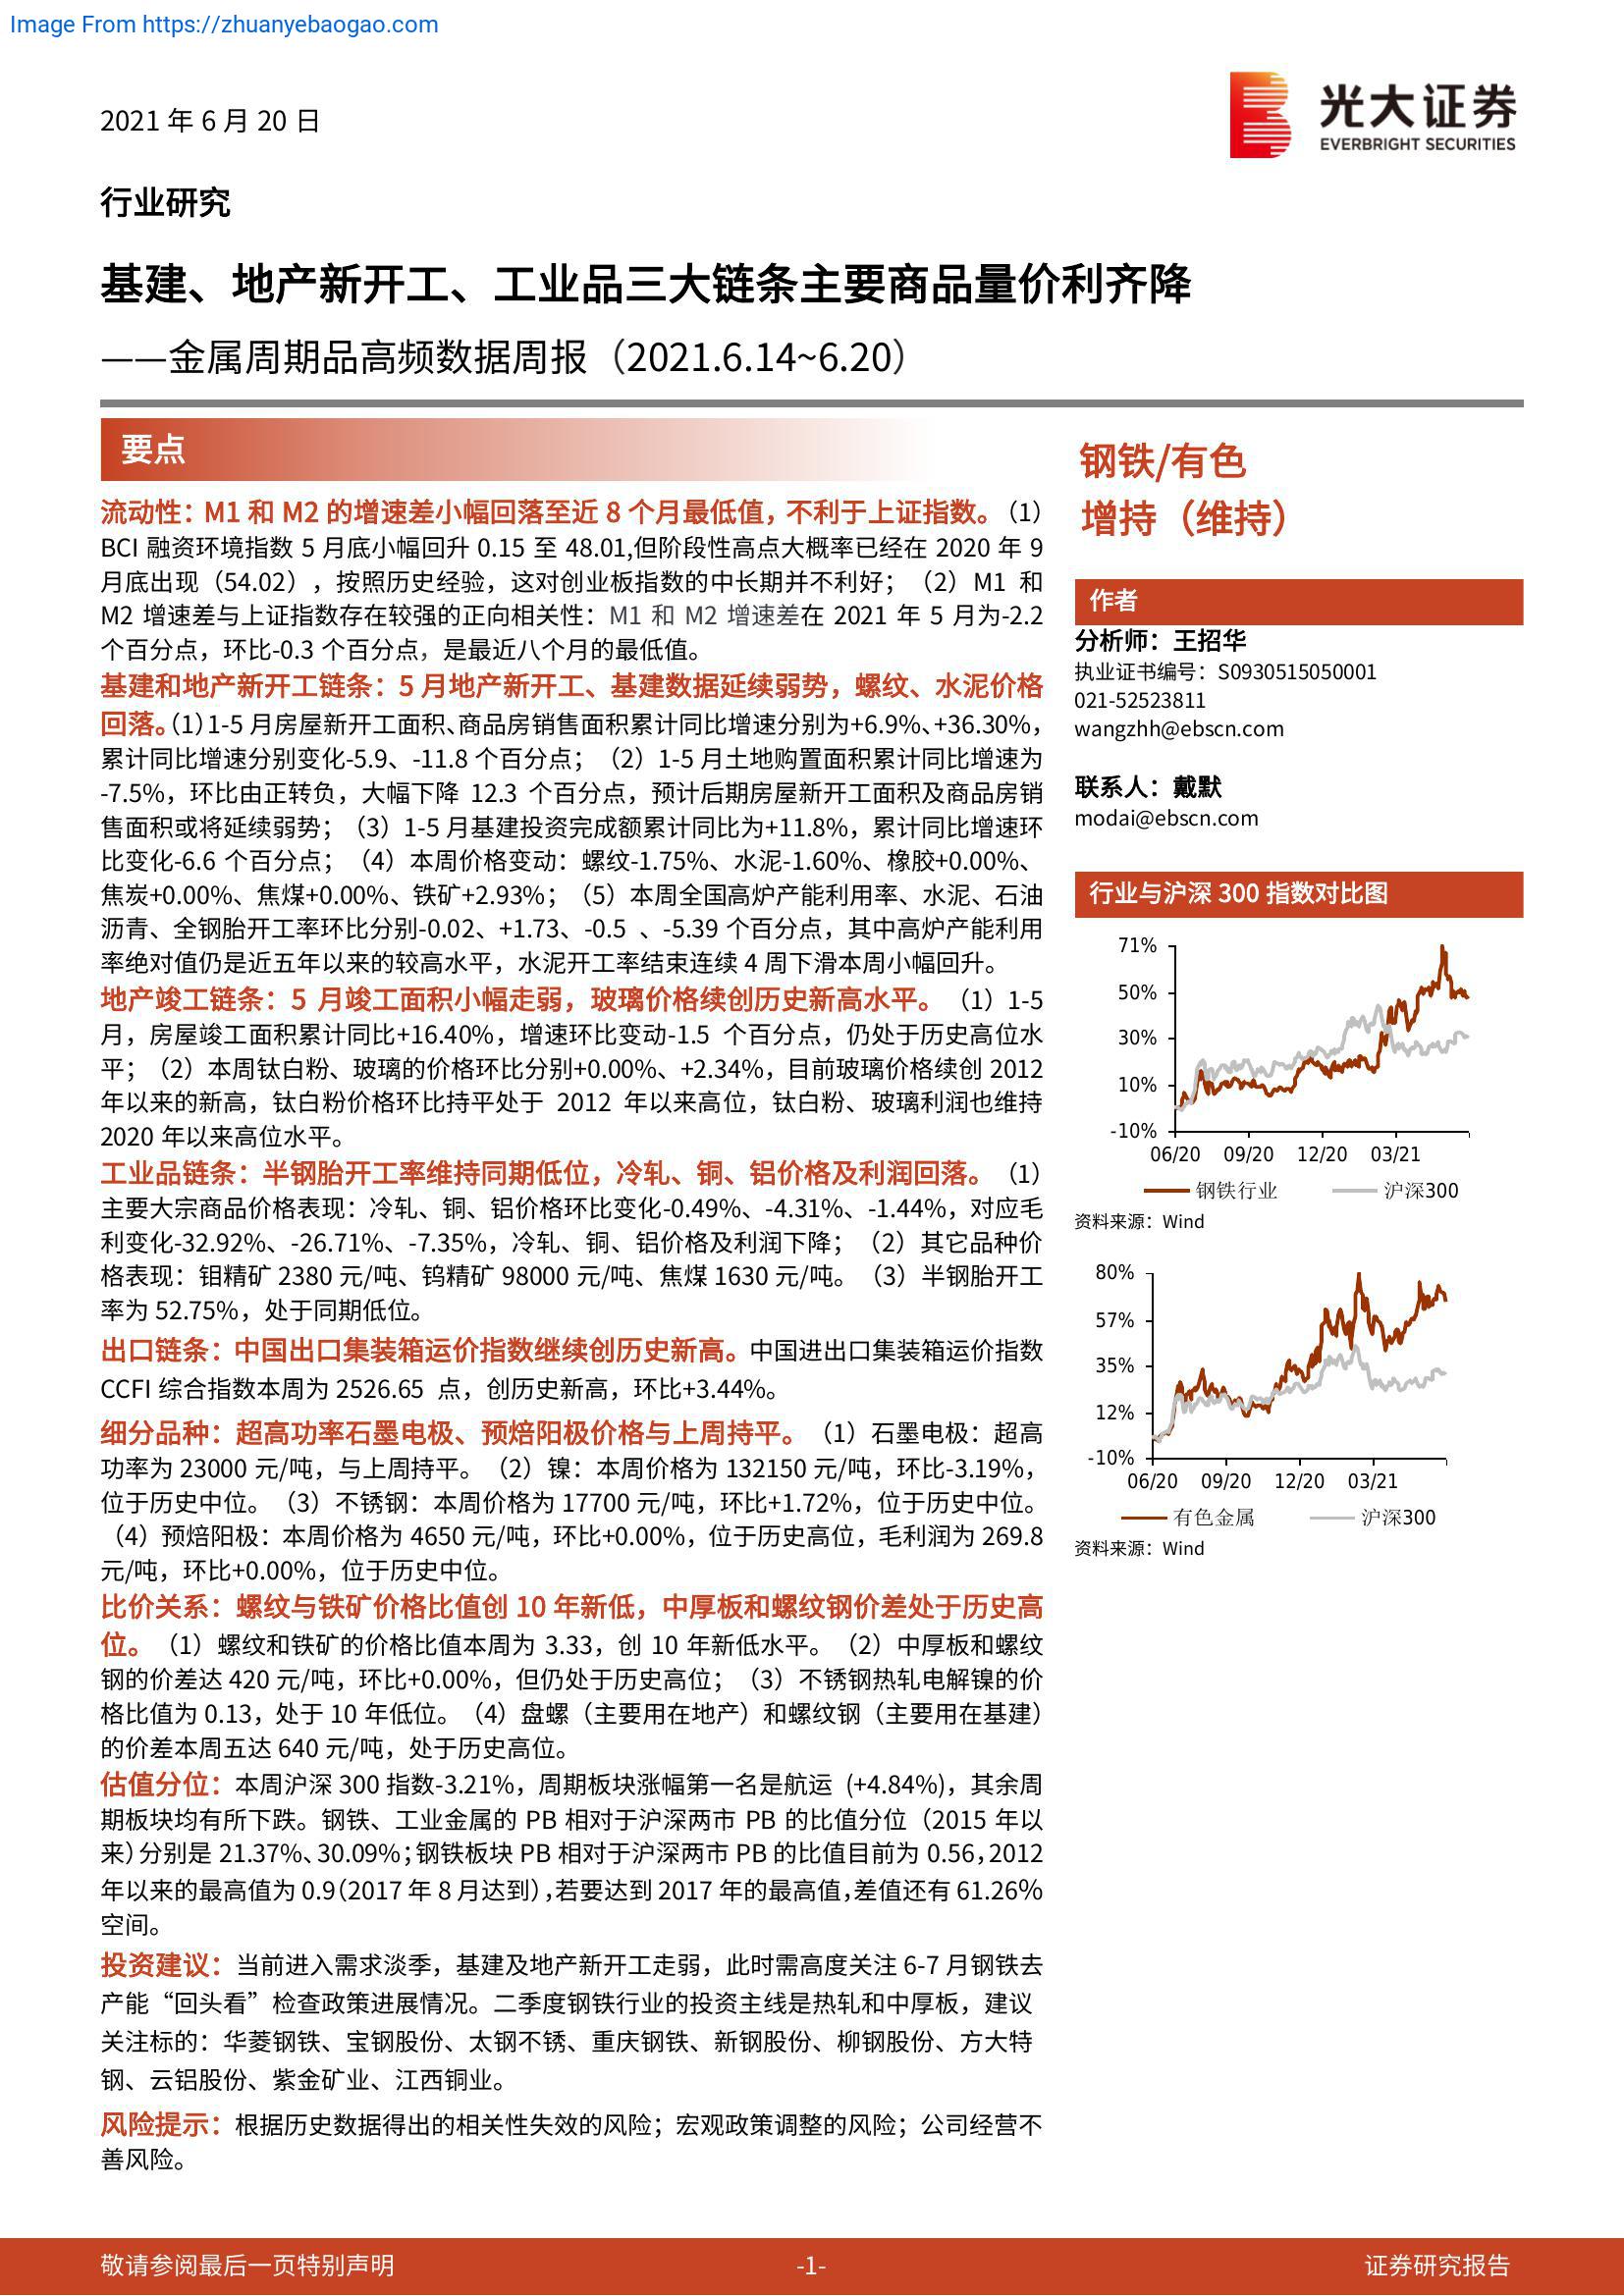 Image From https://zhuanyebaogao.com
2021 年 6 月 20 日
光大证券
EVERBRIGHT SECURITIES
行业研究
基建、地产新开工、工业品三大链条主要商品量价利齐降
——金属周期品高频数据周报（2021.6.14~6.20）
要点
流动性：M1 和 M2 的增速差小幅回落至近 8 个月最低值，不利于上证指数。（1）
BCI 融资环境指数 5 月底小幅回升 0.15 至 48.01,但阶段性高点大概率已经在 2020 年 9
月底出现（54.02），按照历史经验，这对创业板指数的中长期并不利好；（2）M1 和
M2 增速差与上证指数存在较强的正向相关性：M1 和 M2 增速差在 2021 年 5 月为-2.2
个百分点，环比-0.3 个百分点，是最近八个月的最低值。
基建和地产新开工链条：5 月地产新开工、基建数据延续弱势，螺纹、水泥价格
回落。（1）1-5 月房屋新开工面积、商品房销售面积累计同比增速分别为+6.9%、+36.30%，
累计同比增速分别变化-5.9、-11.8 个百分点；（2）1-5 月土地购置面积累计同比增速为
-7.5%，环比由正转负，大幅下降 12.3 个百分点，预计后期房屋新开工面积及商品房销
售面积或将延续弱势；（3）1-5 月基建投资完成额累计同比为+11.8%，累计同比增速环
比变化-6.6 个百分点；（4）本周价格变动：螺纹-1.75%、水泥-1.60%、橡胶+0.00%、
焦炭+0.00%、焦煤+0.00%、铁矿+2.93%；（5）本周全国高炉产能利用率、水泥、石油
沥青、全钢胎开工率环比分别-0.02、+1.73、-0.5 、-5.39 个百分点，其中高炉产能利用
率绝对值仍是近五年以来的较高水平，水泥开工率结束连续 4 周下滑本周小幅回升。
地产竣工链条：5 月竣工面积小幅走弱，玻璃价格续创历史新高水平。（1）1-5
月，房屋竣工面积累计同比+16.40%，增速环比变动-1.5 个百分点，仍处于历史高位水
平；（2）本周钛白粉、玻璃的价格环比分别+0.00%、+2.34%，目前玻璃价格续创 2012
年以来的新高，钛白粉价格环比持平处于 2012 年以来高位，钛白粉、玻璃利润也维持
2020 年以来高位水平。
工业品链条：半钢胎开工率维持同期低位，冷轧、铜、铝价格及利润回落。（1）
主要大宗商品价格表现：冷轧、铜、铝价格环比变化-0.49%、-4.31%、-1.44%，对应毛
利变化-32.92%、-26.71%、-7.35%，冷轧、铜、铝价格及利润下降；（2）其它品种价
格表现：钼精矿 2380 元/吨、钨精矿 98000 元/吨、焦煤 1630 元/吨。（3）半钢胎开工
率为 52.75%，处于同期低位。
出口链条：中国出口集装箱运价指数继续创历史新高。中国进出口集装箱运价指数
CCFI 综合指数本周为 2526.65 点，创历史新高，环比+3.44%。
细分品种：超高功率石墨电极、预焙阳极价格与上周持平。（1）石墨电极：超高
功率为 23000 元/吨，与上周持平。（2）镍：本周价格为 132150 元/吨，环比-3.19%，
位于历史中位。（3）不锈钢：本周价格为 17700 元/吨，环比+1.72%，位于历史中位。
（4）预焙阳极：本周价格为 4650 元/吨，环比+0.00%，位于历史高位，毛利润为 269.8
元/吨，环比+0.00%，位于历史中位。
比价关系：螺纹与铁矿价格比值创 10 年新低，中厚板和螺纹钢价差处于历史高
位。（1）螺纹和铁矿的价格比值本周为 3.33，创 10 年新低水平。（2）中厚板和螺纹
钢的价差达 420 元/吨，环比+0.00%，但仍处于历史高位；（3）不锈钢热轧电解镍的价
格比值为 0.13，处于 10 年低位。（4）盘螺（主要用在地产）和螺纹钢（主要用在基建）
的价差本周五达 640 元/吨，处于历史高位。
估值分位：本周沪深 300 指数-3.21%，周期板块涨幅第一名是航运 (+4.84%)，其余周
期板块均有所下跌。钢铁、工业金属的 PB 相对于沪深两市 PB 的比值分位（2015 年以
来）分别是 21.37%、30.09%；钢铁板块 PB 相对于沪深两市 PB 的比值目前为 0.56，2012
年以来的最高值为 0.9（2017 年 8 月达到），若要达到 2017 年的最高值，差值还有 61.26%
空间。
投资建议：当前进入需求淡季，基建及地产新开工走弱，此时需高度关注 6-7 月钢铁去
产能“回头看”检查政策进展情况。二季度钢铁行业的投资主线是热轧和中厚板，建议
关注标的：华菱钢铁、宝钢股份、太钢不锈、重庆钢铁、新钢股份、柳钢股份、方大特
钢、云铝股份、紫金矿业、江西铜业。
风险提示：根据历史数据得出的相关性失效的风险；宏观政策调整的风险；公司经营不
善风险。
钢铁/有色
增持（维持）
作者
分析师：王招华
执业证书编号：S0930515050001
021-52523811
wangzhh@ebscn.com
联系人：戴默
modai@ebscn.com
行业与沪深 300 指数对比图
71%
50%
30%
10%
-10%
06/20 09/20 12/20 03/21
钢铁行业 沪深300
资料来源：Wind
80%
57%
35%
12%
-10%
06/20 09/20 12/20 03/21
有色金属 沪深300
资料来源：Wind
敬请参阅最后一页特别声明 -1- 证券研究报告